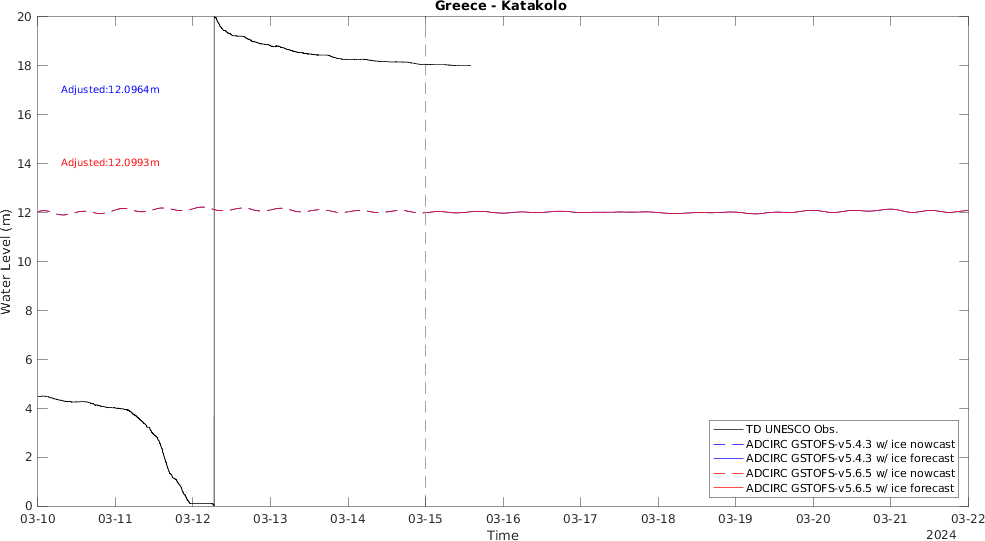 Greece - Katakolo
20
18
16
14
12
10
8
6
4
2
0
Water Level (m)
Adjusted:12.0964m
Adjusted:12.0993m
TD UNESCO Obs.
ADCIRC GSTOFS-v5.4.3 w/ ice nowcast
ADCIRC GSTOFS-v5.4.3 w/ ice forecast
ADCIRC GSTOFS-v5.6.5 w/ ice nowcast
ADCIRC GSTOFS-v5.6.5 w/ ice forecast
03-10 03-11 03-12 03-13 03-14 03-15 03-16 03-17 03-18 03-19 03-20 03-21 03-22
Time
2024